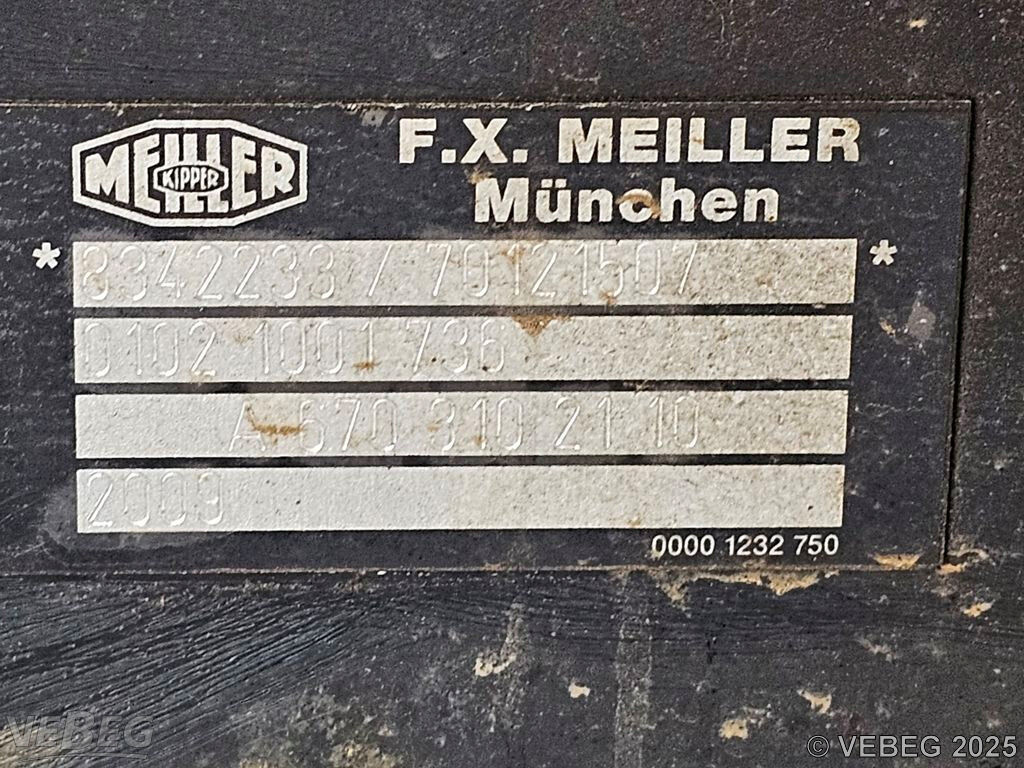 MEILLER
KIPPER
F.X. MEILLER
München
* 8342233 / 70121507 *
0102 1001 736
A 670 310 21 10
2009
0000 1232 750
VEBEG
© VEBEG 2025